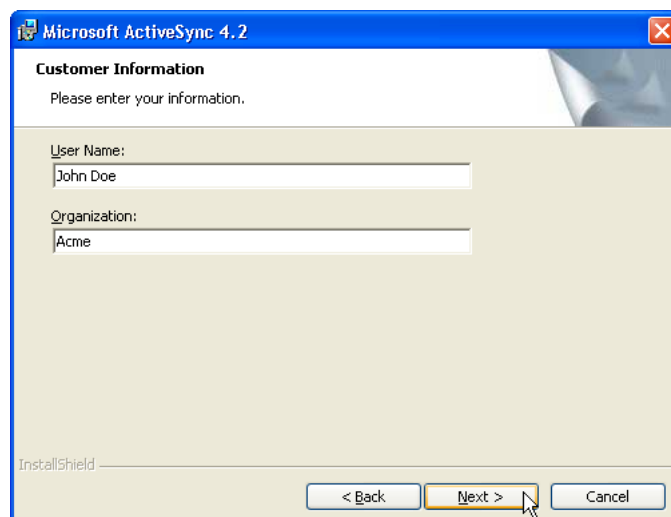 Microsoft ActiveSync 4.2
Customer Information
Please enter your information.
User Name:
John Doe
Organization:
Acme
InstallShield
< Back
Next >
Cancel